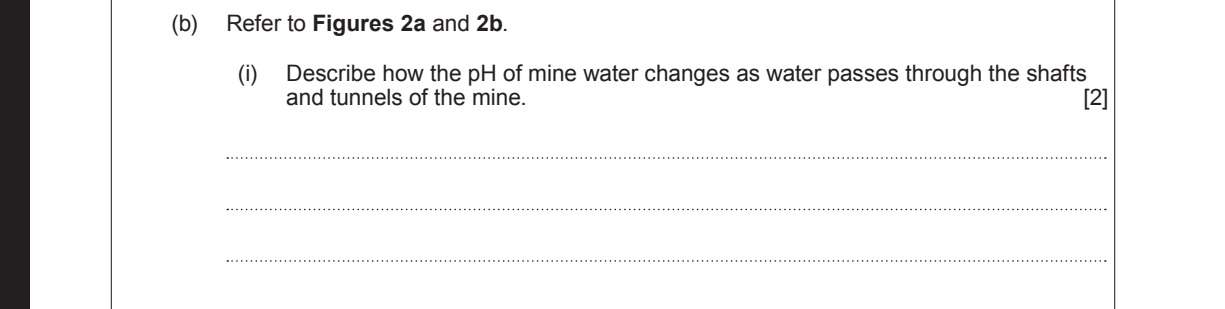 (b) Refer to Figures 2a and 2b.
(i) Describe how the pH of mine water changes as water passes through the shafts
and tunnels of the mine. [2]